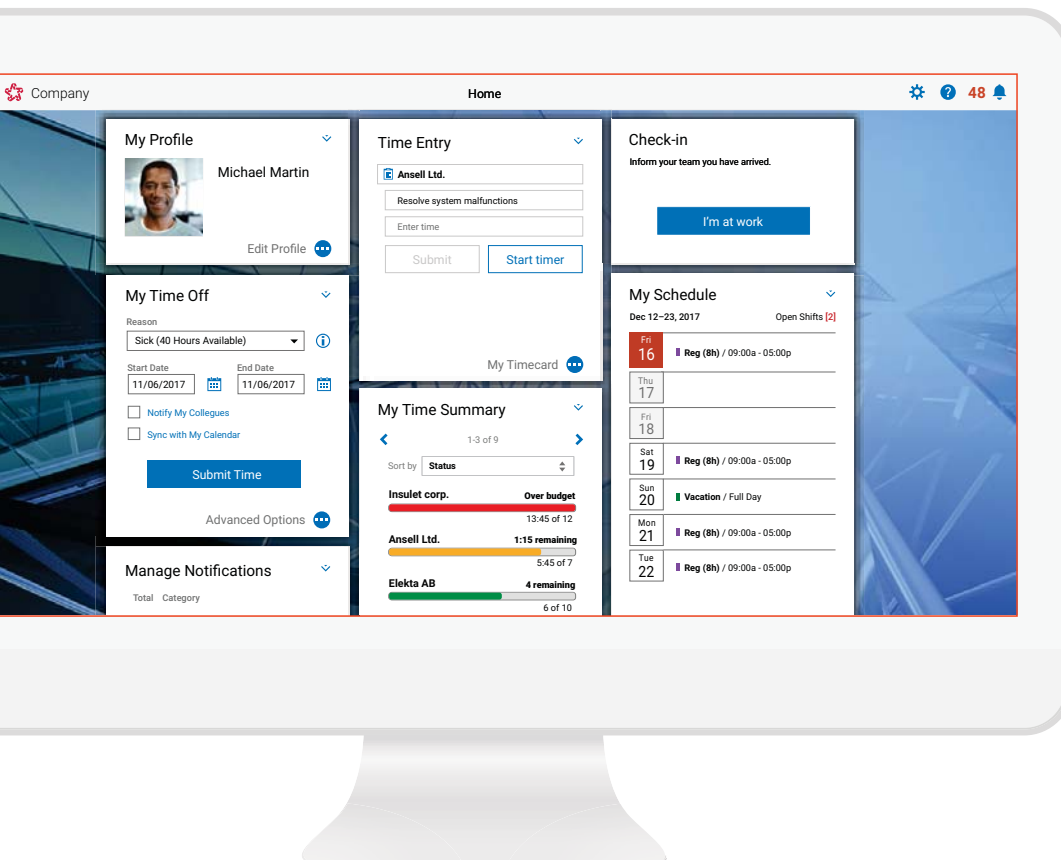 Company
Home
48
My Profile
Michael Martin
Edit Profile
My Time Off
Reason
Sick (40 Hours Available)
Start Date End Date
11/06/2017 11/06/2017
Notify My Collegues
Sync with My Calendar
Submit Time
Advanced Options
Manage Notifications
Total Category
Time Entry
Ansell Ltd.
Resolve system malfunctions
Enter time
Submit Start timer
My Timecard
My Time Summary
1-3 of 9
Sort by Status
Insulet corp. Over budget
13:45 of 12
Ansell Ltd. 1:15 remaining
5:45 of 7
Elekta AB 4 remaining
6 of 10
Check-in
Inform your team you have arrived.
I'm at work
My Schedule
Dec 12–23, 2017 Open Shifts [2]
Fri
16 Reg (8h) / 09:00a - 05:00p
Thu
17
Fri
18
Sat
19 Reg (8h) / 09:00a - 05:00p
Sun
20 Vacation / Full Day
Mon
21 Reg (8h) / 09:00a - 05:00p
Tue
22 Reg (8h) / 09:00a - 05:00p